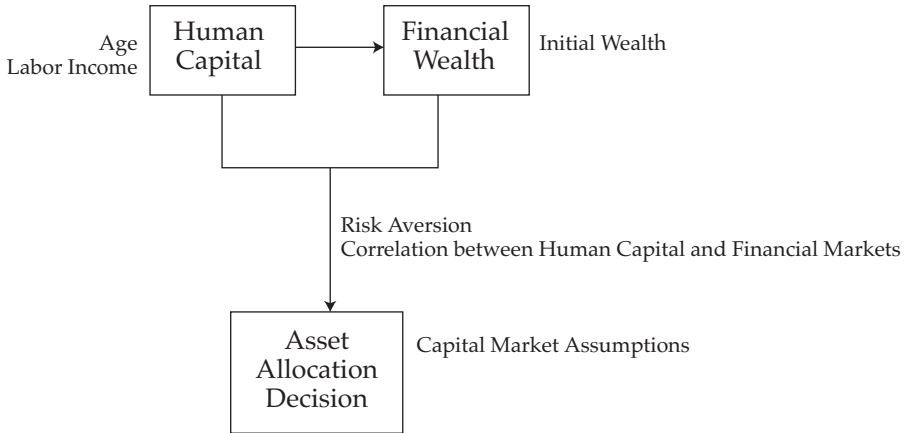 Age
Labor Income
Human
Capital
Financial
Wealth
Initial Wealth
Risk Aversion
Correlation between Human Capital and Financial Markets
Asset
Allocation
Decision
Capital Market Assumptions